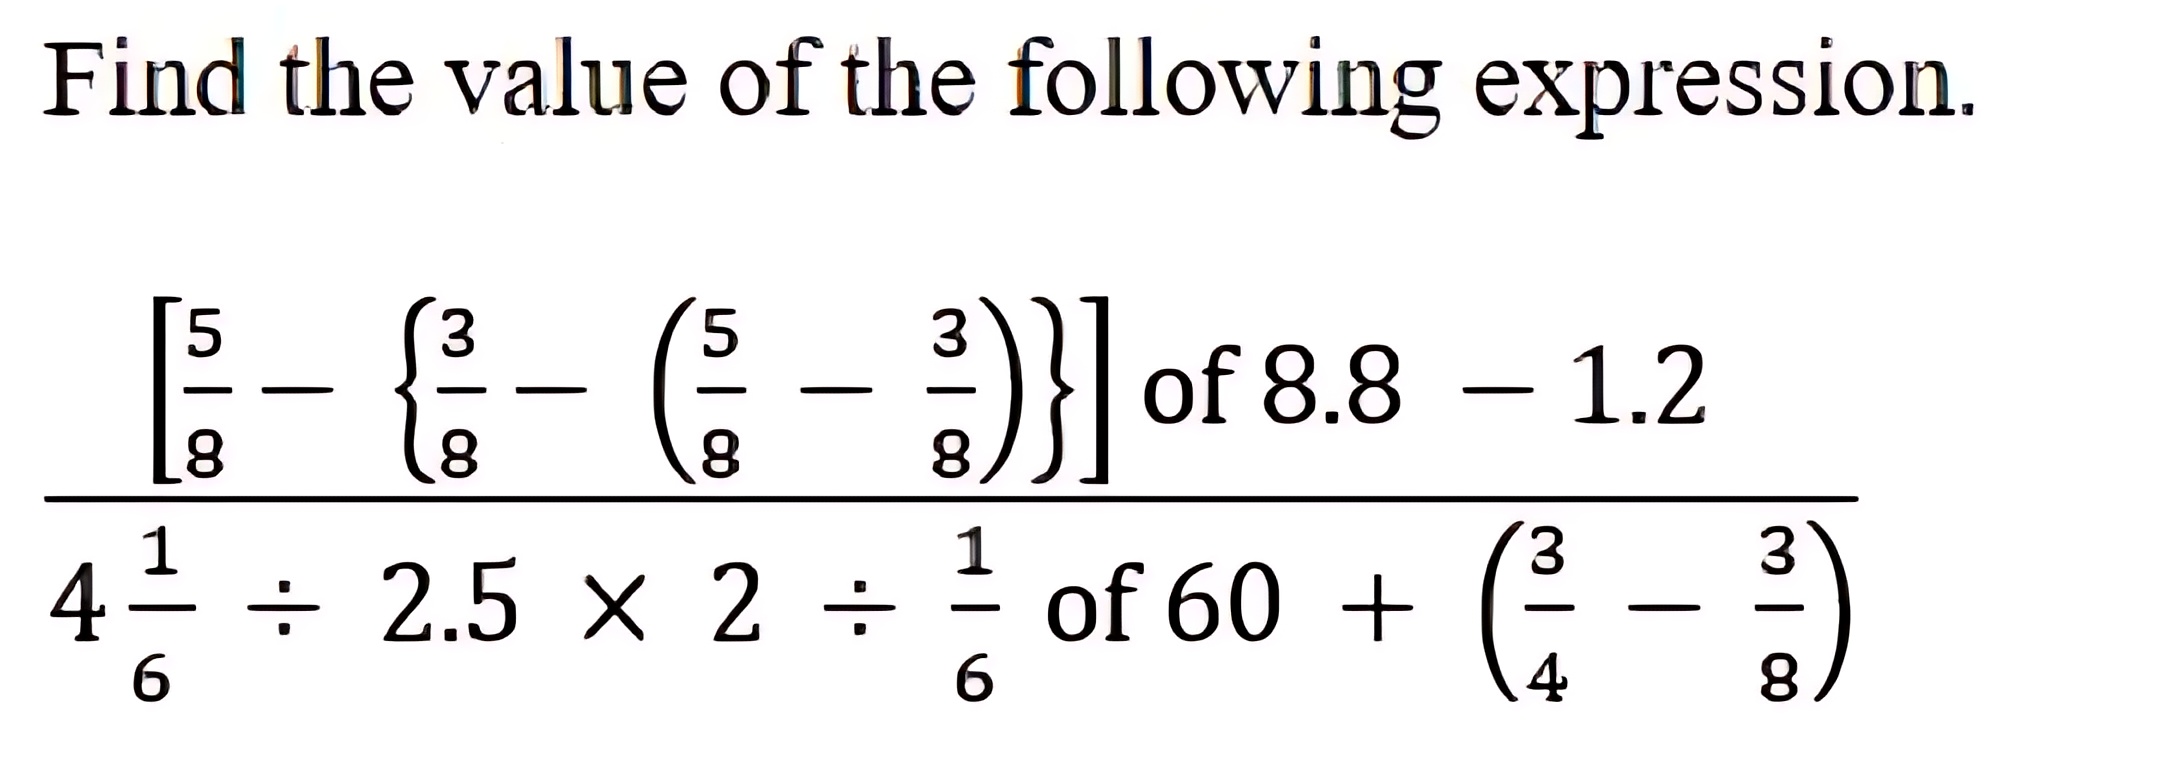 Find the value of the following expression.
[5/8 − {3/8 − (5/8 − 3/8)}] of 8.8 − 1.2
4 1/6 ÷ 2.5 × 2 ÷ 1/6 of 60 + (3/4 − 3/8)